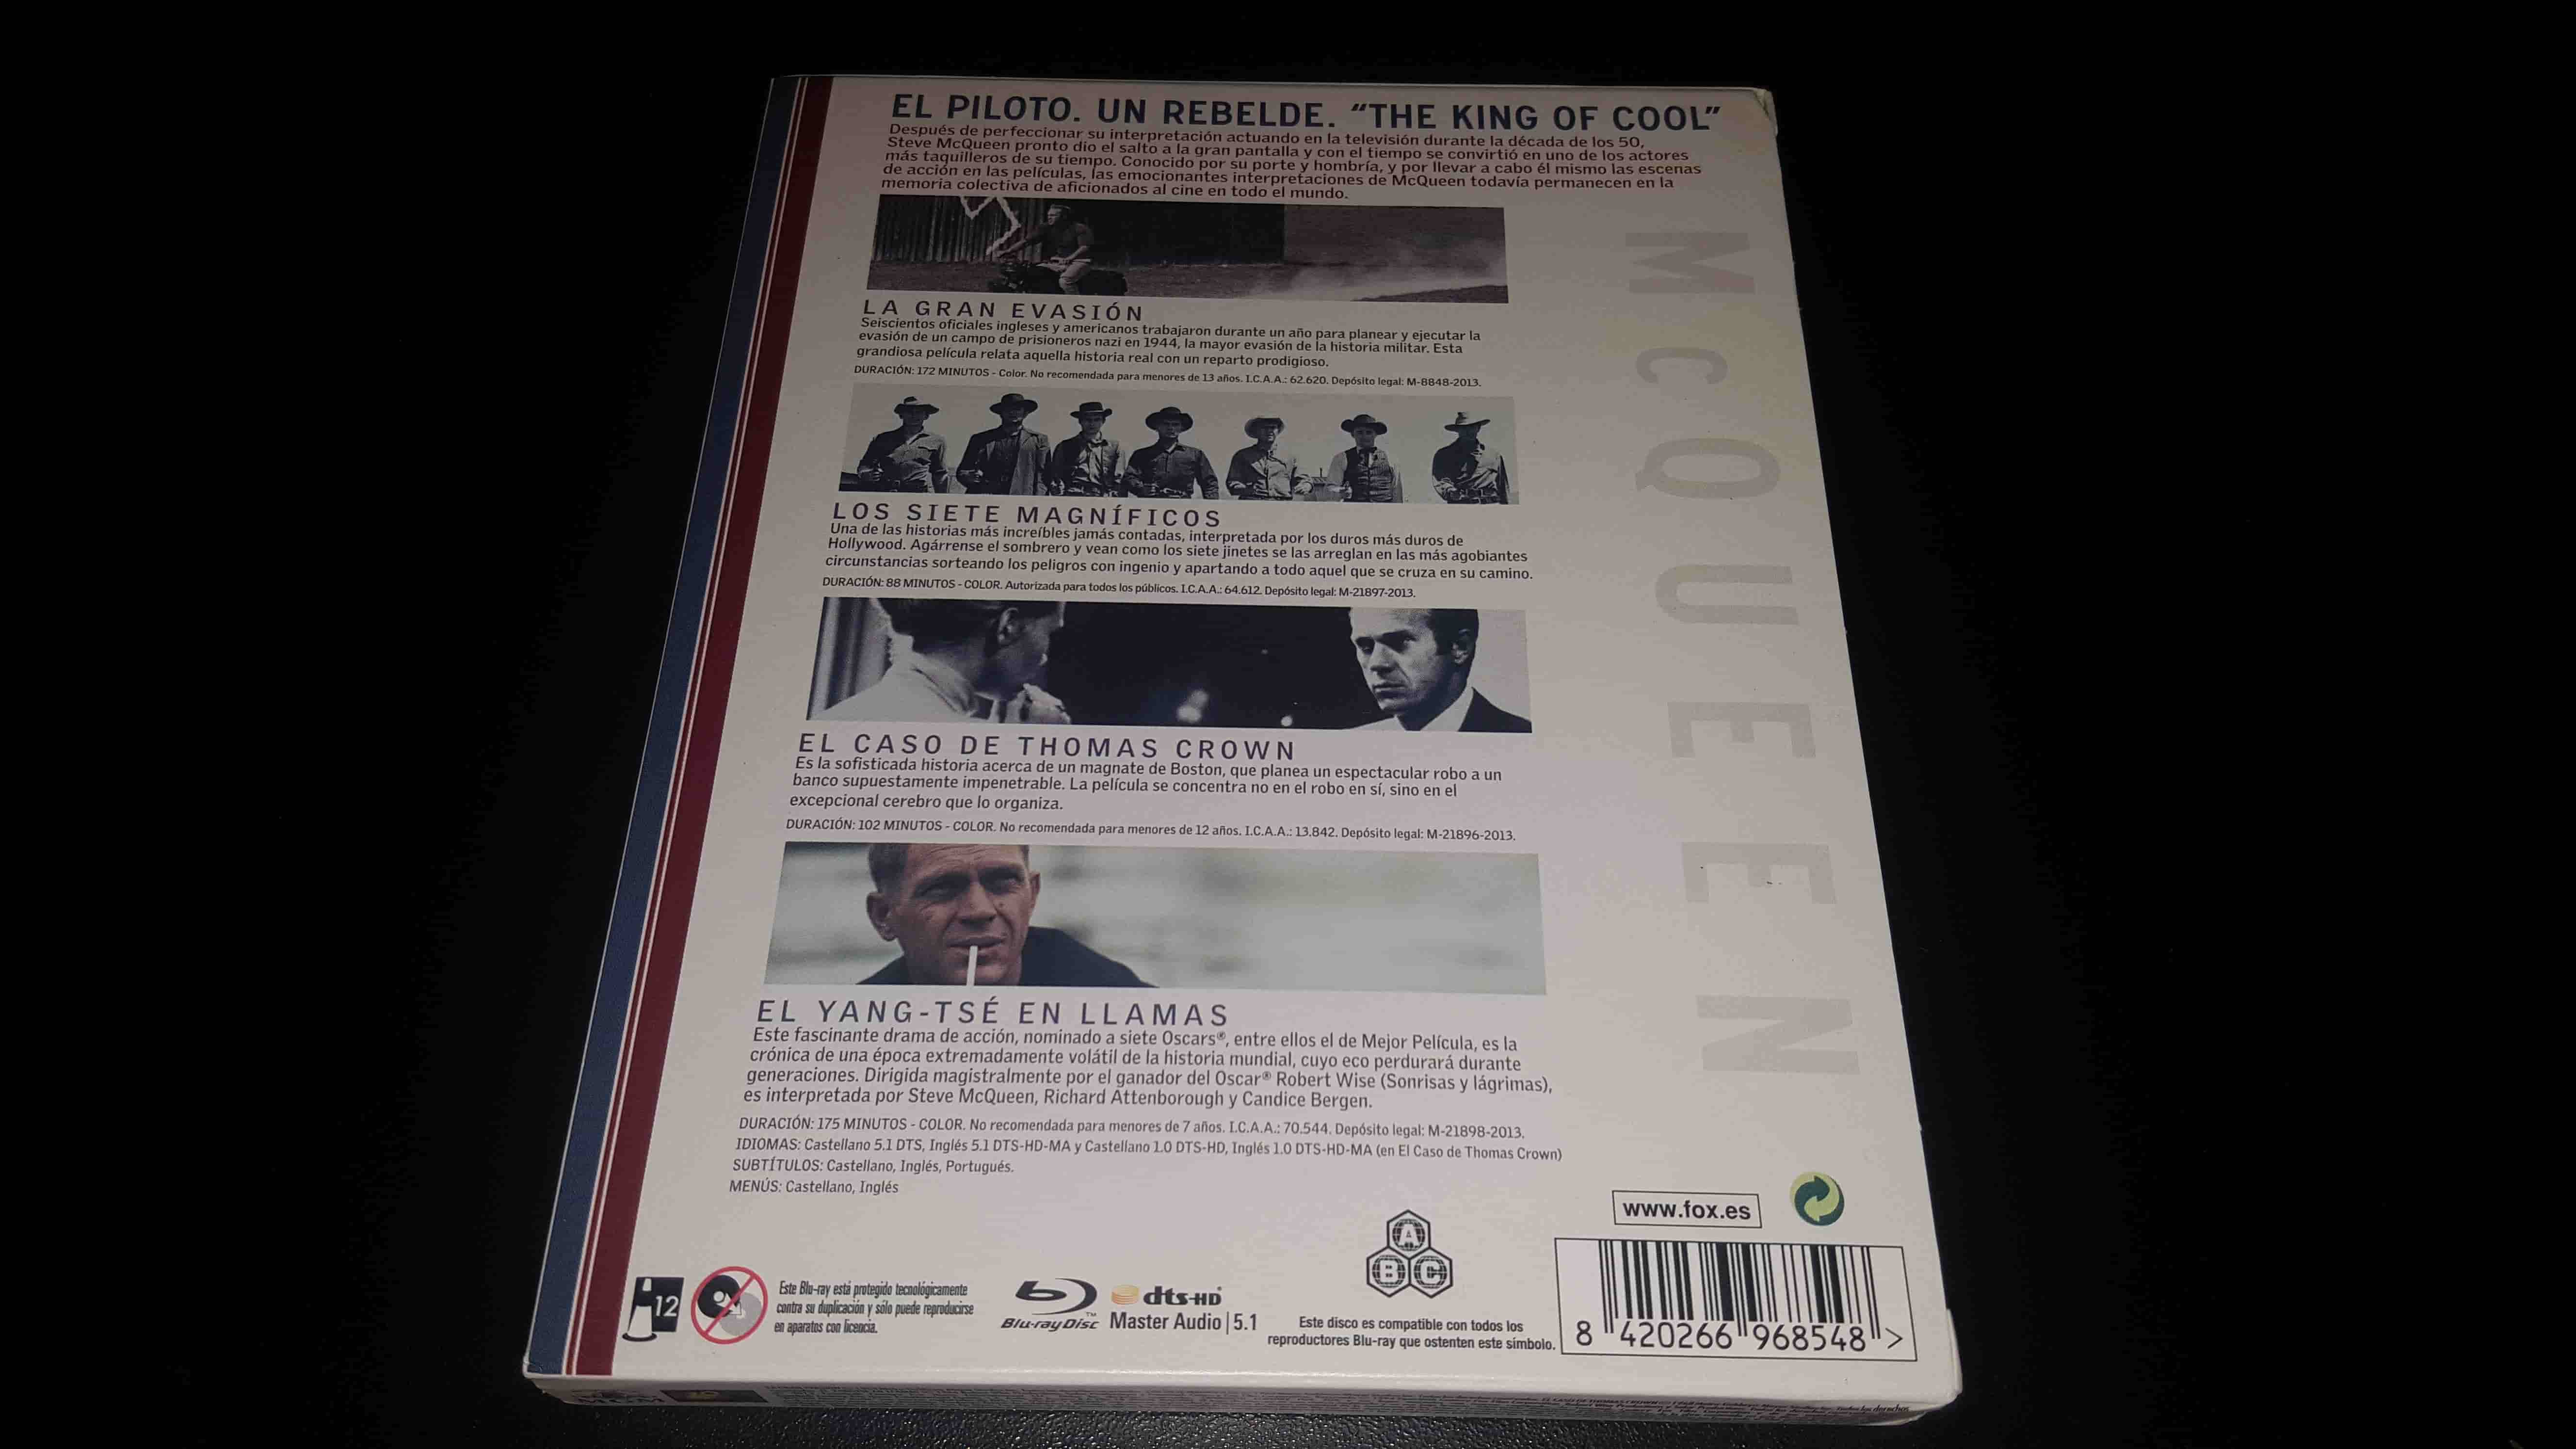 EL PILOTO. UN REBELDE. “THE KING OF COOL”
Después de perfeccionar su interpretación actuando en la televisión durante la década de los 50,
Steve McQueen pronto dio el salto a la gran pantalla y con el tiempo se convirtió en uno de los actores
más taquilleros de su tiempo. Conocido por su porte y hombría, y por llevar a cabo él mismo las escenas
de acción en las películas, las emocionantes interpretaciones de McQueen todavía permanecen en la
memoria colectiva de aficionados al cine en todo el mundo.
LA GRAN EVASIÓN
Seiscientos oficiales ingleses y americanos trabajaron durante un año para planear y ejecutar la
evasión de un campo de prisioneros nazi en 1944, la mayor evasión de la historia militar. Esta
grandiosa película relata aquella historia real con un reparto prodigioso.
DURACIÓN: 172 MINUTOS - Color. No recomendada para menores de 13 años. I.C.A.A.: 62.620. Depósito legal: M-8848-2013.
LOS SIETE MAGNÍFICOS
Una de las historias más increíbles jamás contadas, interpretada por los duros más duros de
Hollywood. Agárrense el sombrero y vean como los siete jinetes se las arreglan en las más agobiantes
circunstancias sorteando los peligros con ingenio y apartando a todo aquel que se cruza en su camino.
DURACIÓN: 88 MINUTOS - COLOR. Autorizada para todos los públicos. I.C.A.A.: 64.612. Depósito legal: M-21897-2013.
EL CASO DE THOMAS CROWN
Es la sofisticada historia acerca de un magnate de Boston, que planea un espectacular robo a un
banco supuestamente impenetrable. La película se concentra no en el robo en sí, sino en el
excepcional cerebro que lo organiza.
DURACIÓN: 102 MINUTOS - COLOR. No recomendada para menores de 12 años. I.C.A.A.: 13.842. Depósito legal: M-21896-2013.
EL YANG-TSÉ EN LLAMAS
Este fascinante drama de acción, nominado a siete Oscars®, entre ellos el de Mejor Película, es la
crónica de una época extremadamente volátil de la historia mundial, cuyo eco perdurará durante
generaciones. Dirigida magistralmente por el ganador del Oscar® Robert Wise (Sonrisas y lágrimas),
es interpretada por Steve McQueen, Richard Attenborough y Candice Bergen.
DURACIÓN: 175 MINUTOS - COLOR. No recomendada para menores de 7 años. I.C.A.A.: 70.544. Depósito legal: M-21898-2013.
IDIOMAS: Castellano 5.1 DTS, Inglés 5.1 DTS-HD-MA y Castellano 1.0 DTS-HD, Inglés 1.0 DTS-HD-MA (en El Caso de Thomas Crown)
SUBTÍTULOS: Castellano, Inglés, Portugués.
MENÚS: Castellano, Inglés
McQUEEN
www.fox.es
12
Este Blu-ray está protegido tecnológicamente
contra su duplicación y sólo puede reproducirse
en aparatos con licencia.
Blu-ray Disc™
dts-HD
Master Audio | 5.1
A
B C
Este disco es compatible con todos los
reproductores Blu-ray que ostenten este símbolo.
8 420266 968548 >
MGM